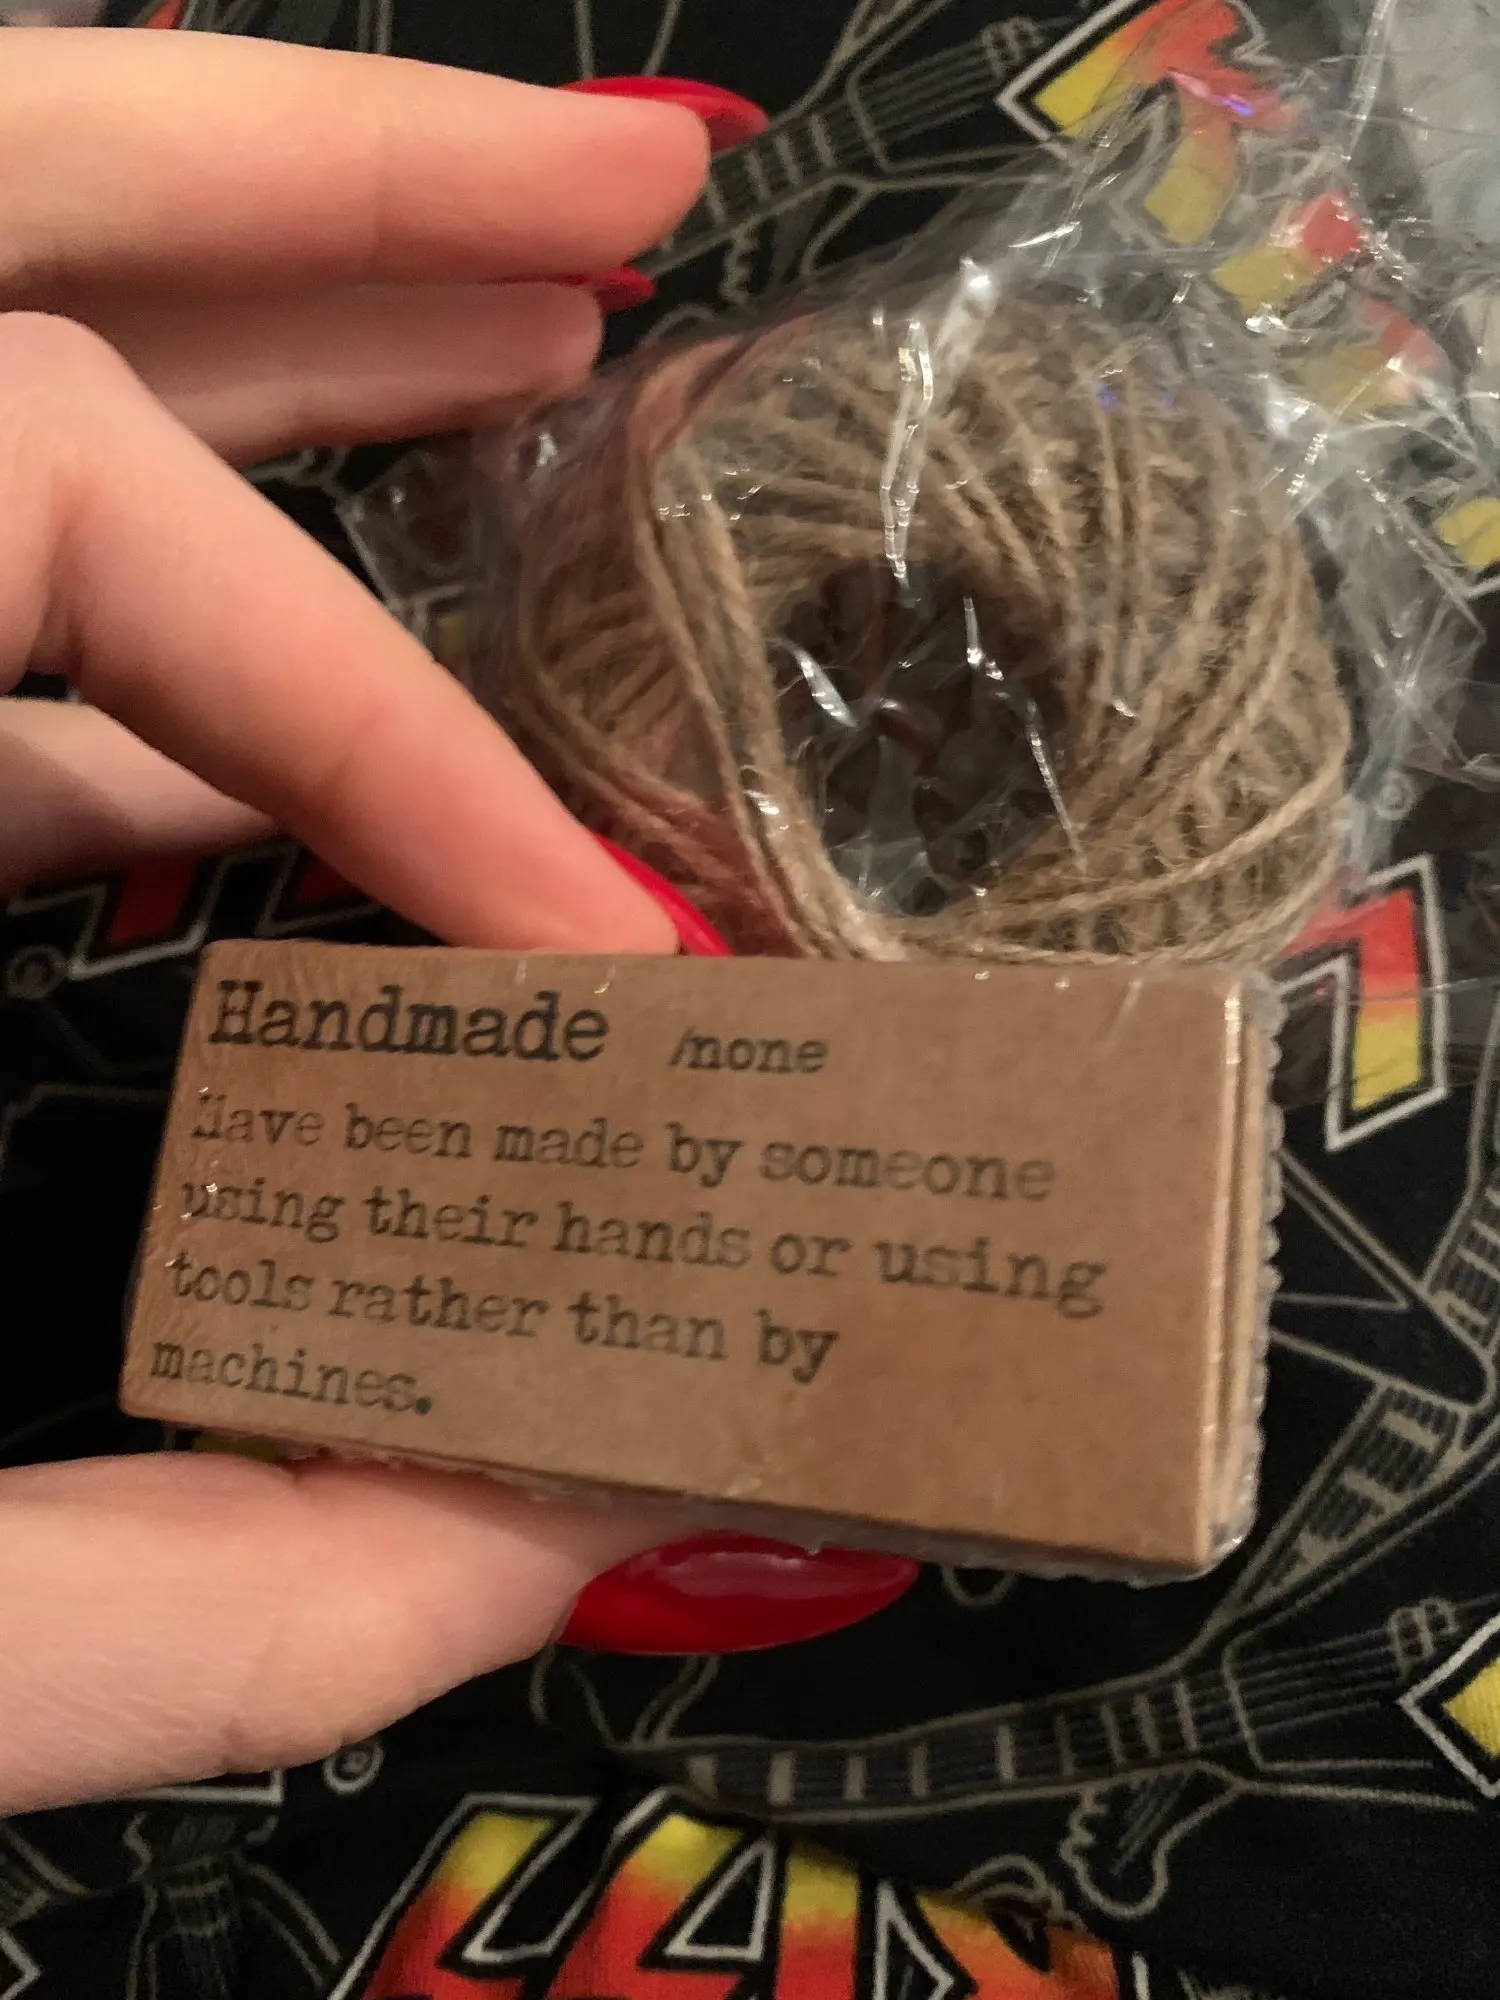 Handmade /none
Have been made by someone
using their hands or using
tools rather than by
machines.
®
®